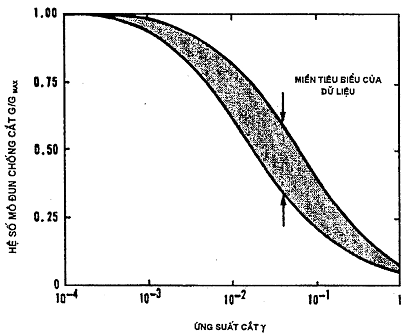 1.00
0.75
0.50
0.25
0
HỆ SỐ MÔ ĐUN CHỐNG CẮT G/G MAX
MIỀN TIÊU BIỂU CỦA
DỮ LIỆU
10⁻⁴ 10⁻³ 10⁻² 10⁻¹ 1
ỨNG SUẤT CẮT γ